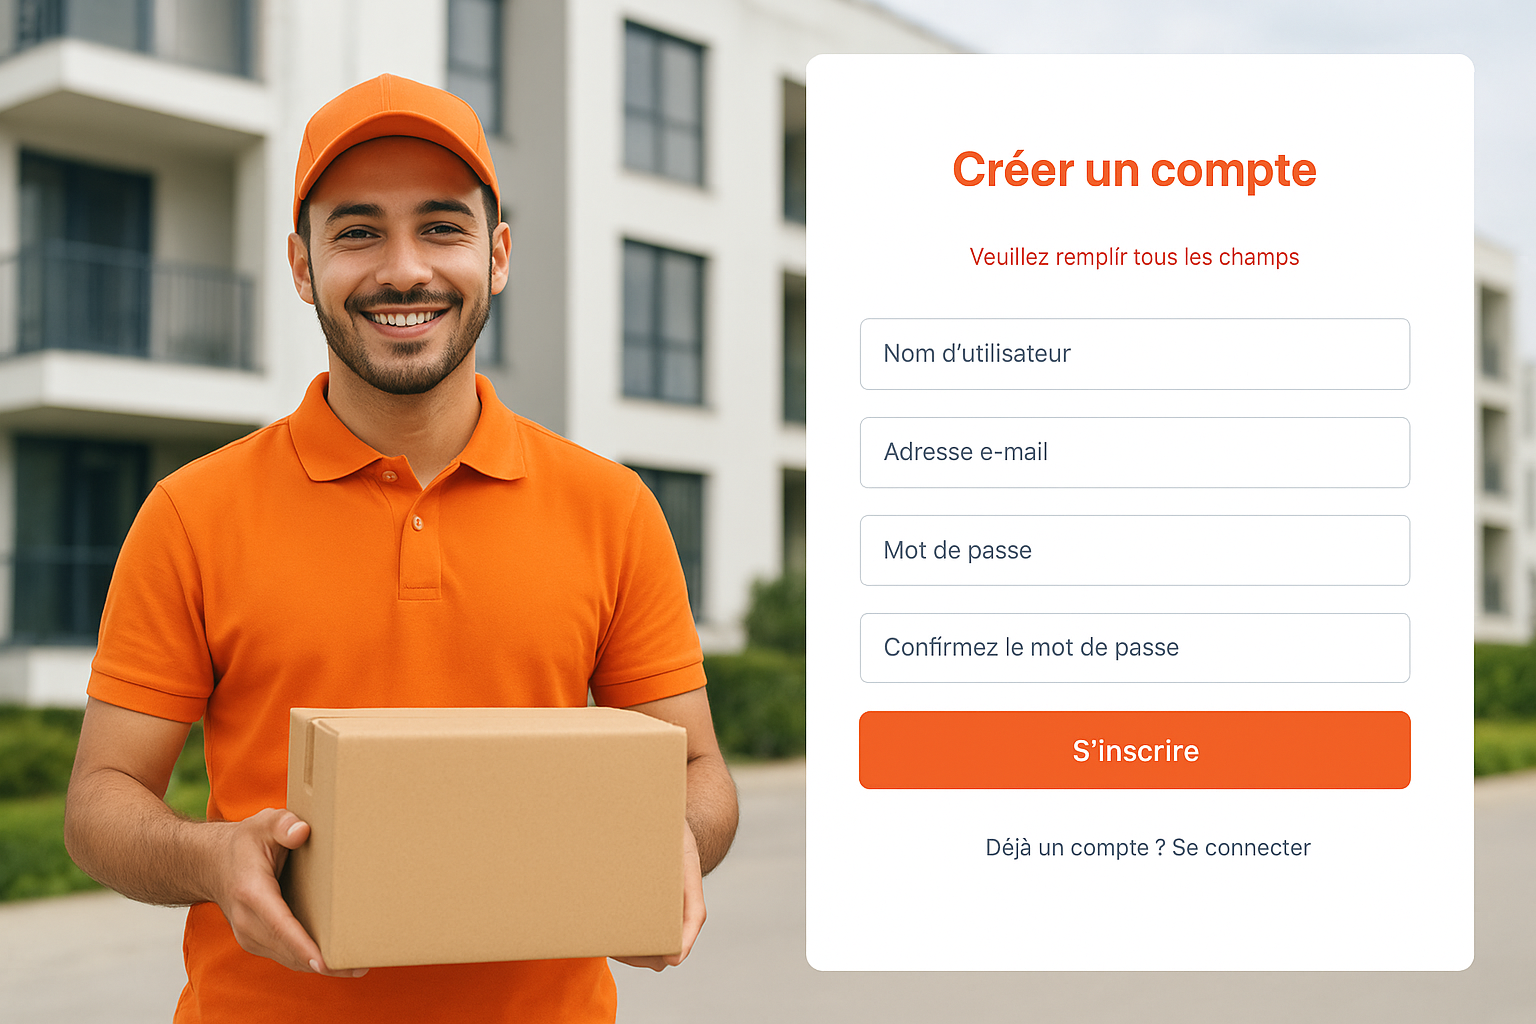 Créer un compte
Veuillez remplír tous les champs
Nom d’utilisateur
Adresse e-mail
Mot de passe
Confirmez le mot de passe
S’inscrire
Déjà un compte ? Se connecter